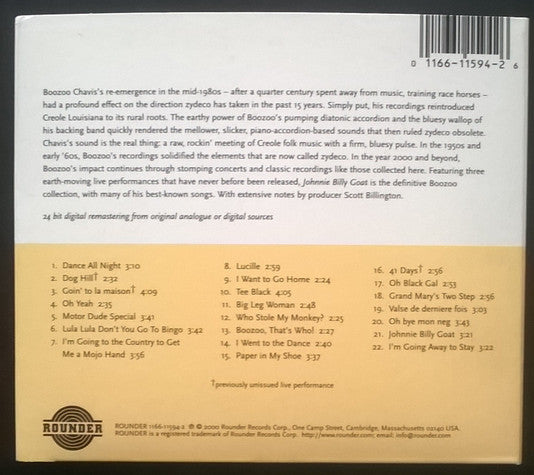 0 1166-11594-2 6
Boozoo Chavis's re-emergence in the mid-1980s – after a quarter century spent away from music, training race horses –
had a profound effect on the direction zydeco has taken in the past 15 years. Simply put, his recordings reintroduced
Creole Louisiana to its rural roots. The earthy power of Boozoo's pumping diatonic accordion and the bluesy wallop of
his backing band quickly rendered the mellower, slicker, piano-accordion-based sounds that then ruled zydeco obsolete.
Chavis's sound is the real thing: a raw, rockin' meeting of Creole folk music with a firm, bluesy pulse. In the 1950s and
early '60s, Boozoo's recordings solidified the elements that are now called zydeco. In the year 2000 and beyond,
Boozoo's impact continues through stomping concerts and classic recordings like those collected here. Featuring three
earth-moving live performances that have never before been released, Johnnie Billy Goat is the definitive Boozoo
collection, with many of his best-known songs. With extensive notes by producer Scott Billington.
24 bit digital remastering from original analogue or digital sources
1. Dance All Night 3:10
2. Dog Hill† 2:32
3. Goin' to la maison† 4:09
4. Oh Yeah 2:35
5. Motor Dude Special 3:41
6. Lula Lula Don't You Go To Bingo 3:42
7. I'm Going to the Country to Get
Me a Mojo Hand 3:56
8. Lucille 2:59
9. I Want to Go Home 2:24
10. Tee Black 4:05
11. Big Leg Woman 2:48
12. Who Stole My Monkey? 2:25
13. Boozoo, That's Who! 2:27
14. I Went to the Dance 2:40
15. Paper in My Shoe 3:37
16. 41 Days† 2:56
17. Oh Black Gal 2:53
18. Grand Mary's Two Step 2:56
19. Valse de derniere fois 3:03
20. Oh bye mon neg 3:43
21. Johnnie Billy Goat 3:21
22. I'm Going Away to Stay 3:22
†previously unissued live performance
ROUNDER
ROUNDER 1166-11594-2 ℗ © 2000 Rounder Records Corp., One Camp Street, Cambridge, Massachusetts 02140 USA.
ROUNDER is a registered trademark of Rounder Records Corp. http://www.rounder.com; email: info@rounder.com